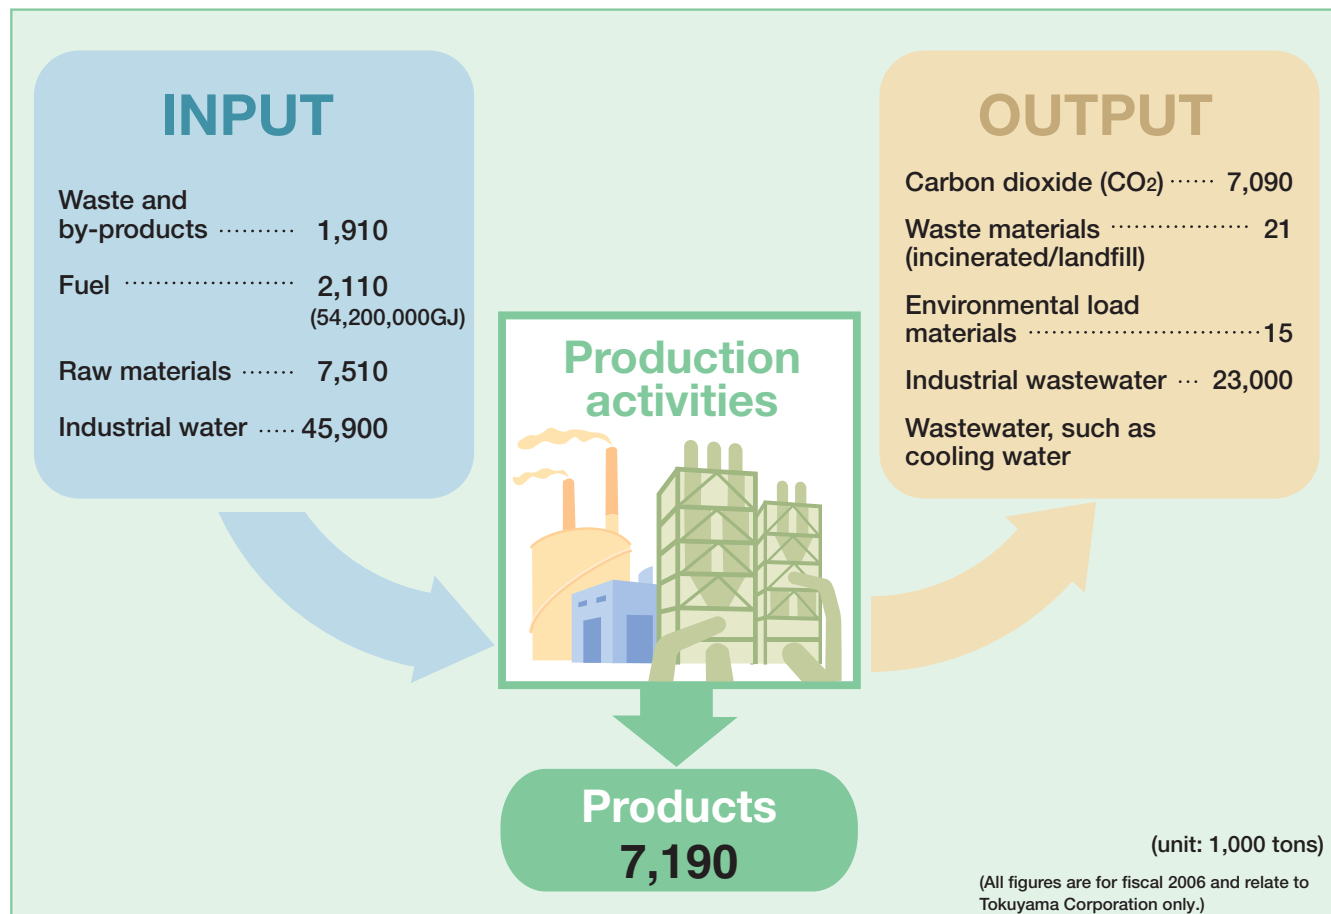 INPUT
Waste and
by-products ·········· 1,910
Fuel ······················ 2,110
(54,200,000GJ)
Raw materials ······· 7,510
Industrial water ····· 45,900
Production
activities
Products
7,190
OUTPUT
Carbon dioxide (CO2) ······ 7,090
Waste materials ·················· 21
(incinerated/landfill)
Environmental load
materials ······························ 15
Industrial wastewater ··· 23,000
Wastewater, such as
cooling water
(unit: 1,000 tons)
(All figures are for fiscal 2006 and relate to
Tokuyama Corporation only.)